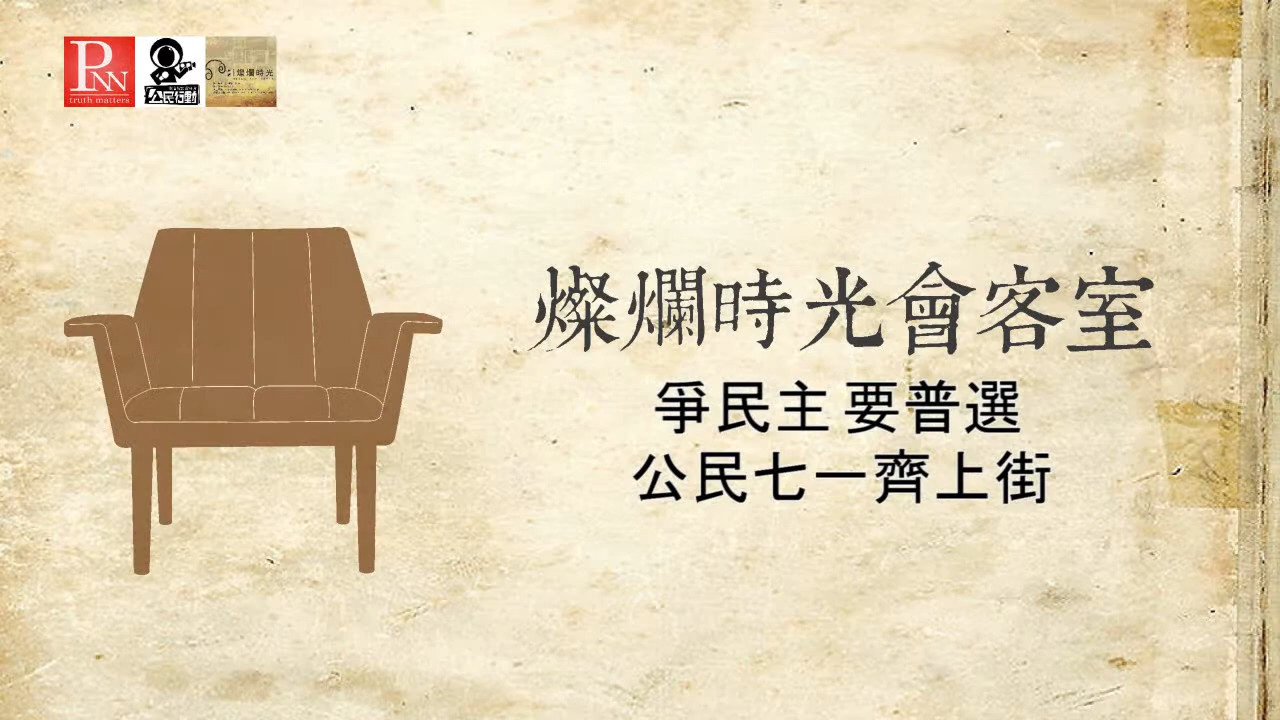 PNN
truth matters
公民行動
燦爛時光
燦爛時光會客室
爭民主 要普選
公民七一齊上街